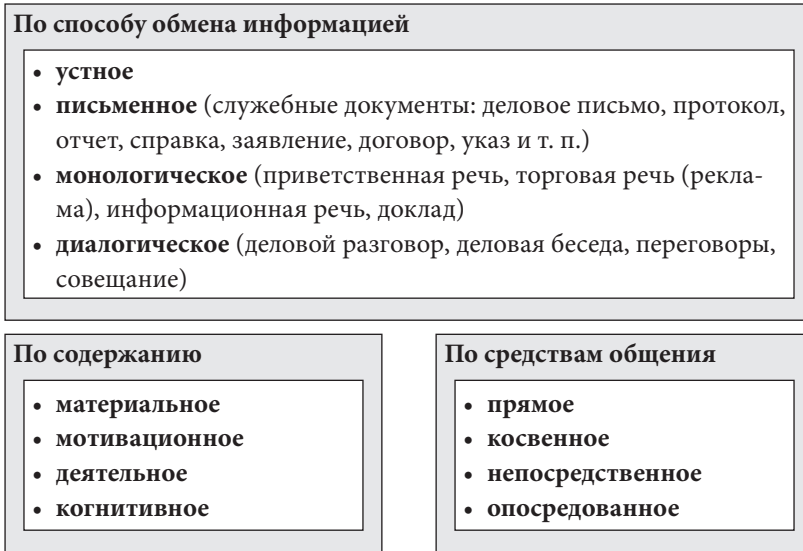 По способу обмена информацией
• устное
• письменное (служебные документы: деловое письмо, протокол,
отчет, справка, заявление, договор, указ и т. п.)
• монологическое (приветственная речь, торговая речь (рекла-
ма), информационная речь, доклад)
• диалогическое (деловой разговор, деловая беседа, переговоры,
совещание)
По содержанию
• материальное
• мотивационное
• деятельное
• когнитивное
По средствам общения
• прямое
• косвенное
• непосредственное
• опосредованное